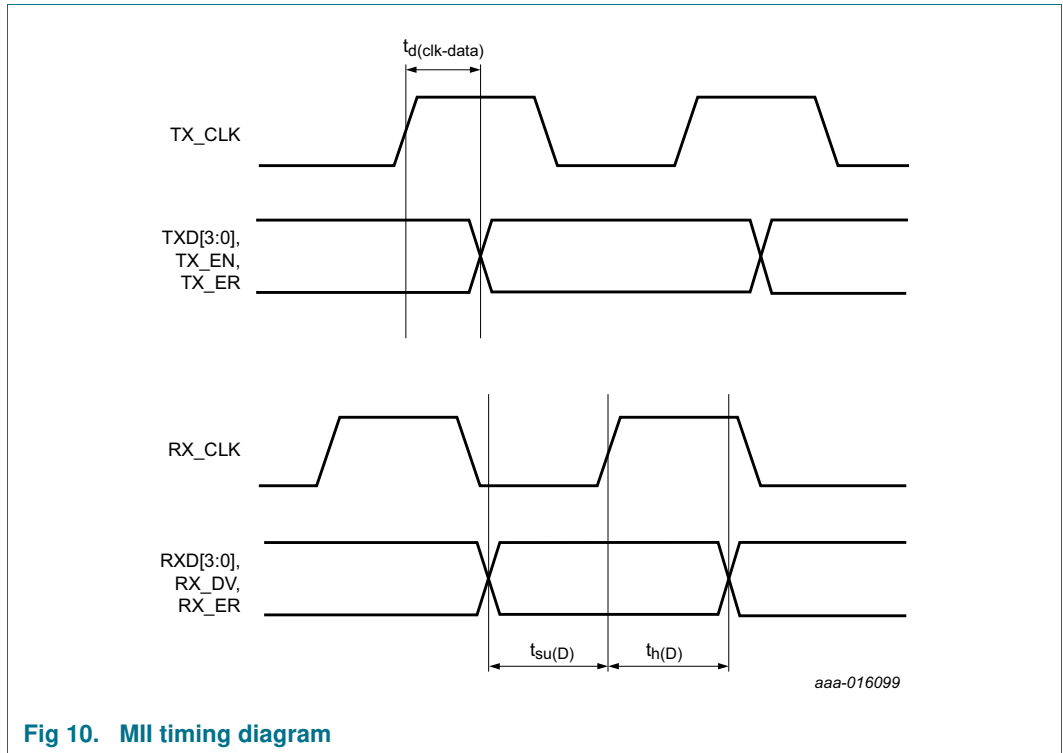 td(clk-data)
TX_CLK
TXD[3:0],
TX_EN,
TX_ER
RX_CLK
RXD[3:0],
RX_DV,
RX_ER
tsu(D)
th(D)
aaa-016099
Fig 10. MII timing diagram